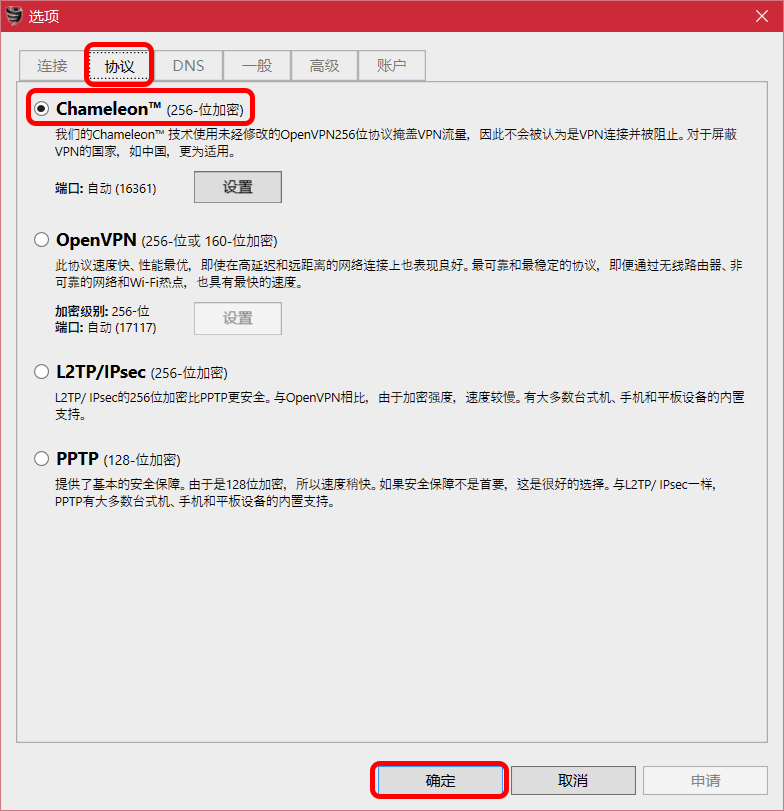 选项
连接 协议 DNS 一般 高级 账户
Chameleon™ (256-位加密)
我们的Chameleon™ 技术使用未经修改的OpenVPN256位协议掩盖VPN流量，因此不会被认为是VPN连接并被阻止。对于屏蔽
VPN的国家，如中国，更为适用。
端口: 自动 (16361) 设置
OpenVPN (256-位或 160-位加密)
此协议速度快、性能最优，即使在高延迟和远距离的网络连接上也表现良好。最可靠和最稳定的协议，即便通过无线路由器、非
可靠的网络和Wi-Fi热点，也具有最快的速度。
加密级别: 256-位
端口: 自动 (17117) 设置
L2TP/IPsec (256-位加密)
L2TP/ IPsec的256位加密比PPTP更安全。与OpenVPN相比，由于加密强度，速度较慢。有大多数台式机、手机和平板设备的内置
支持。
PPTP (128-位加密)
提供了基本的安全保障。由于是128位加密，所以速度稍快。如果安全保障不是首要，这是很好的选择。与L2TP/ IPsec一样，
PPTP有大多数台式机、手机和平板设备的内置支持。
确定 取消 申请